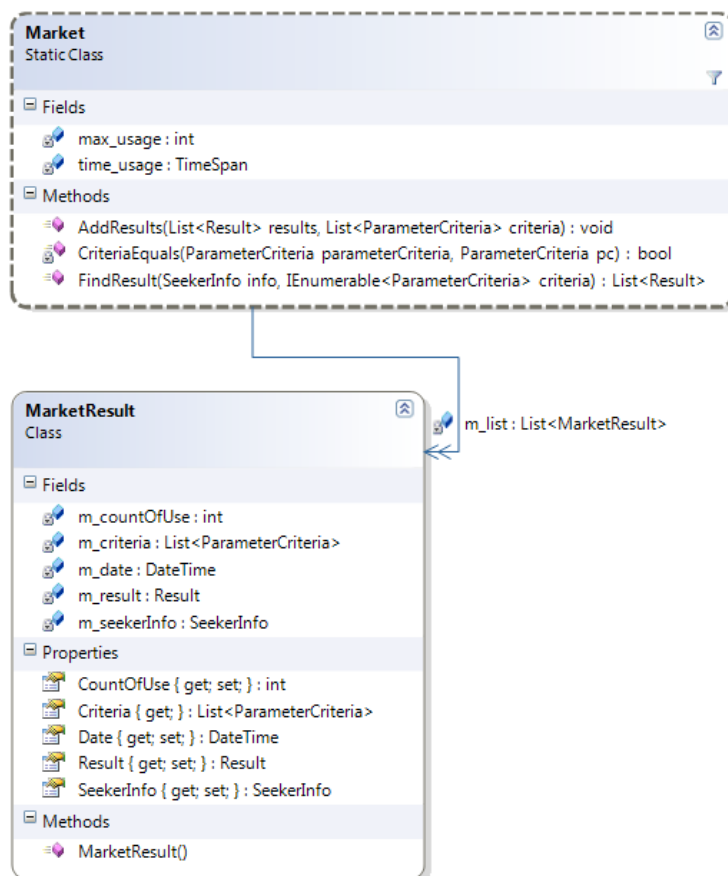 Market
Static Class
Fields
max_usage : int
time_usage : TimeSpan
Methods
AddResults(List<Result> results, List<ParameterCriteria> criteria) : void
CriteriaEquals(ParameterCriteria parameterCriteria, ParameterCriteria pc) : bool
FindResult(SeekerInfo info, IEnumerable<ParameterCriteria> criteria) : List<Result>
MarketResult
Class
m_list : List<MarketResult>
Fields
m_countOfUse : int
m_criteria : List<ParameterCriteria>
m_date : DateTime
m_result : Result
m_seekerInfo : SeekerInfo
Properties
CountOfUse { get; set; } : int
Criteria { get; } : List<ParameterCriteria>
Date { get; set; } : DateTime
Result { get; set; } : Result
SeekerInfo { get; set; } : SeekerInfo
Methods
MarketResult()